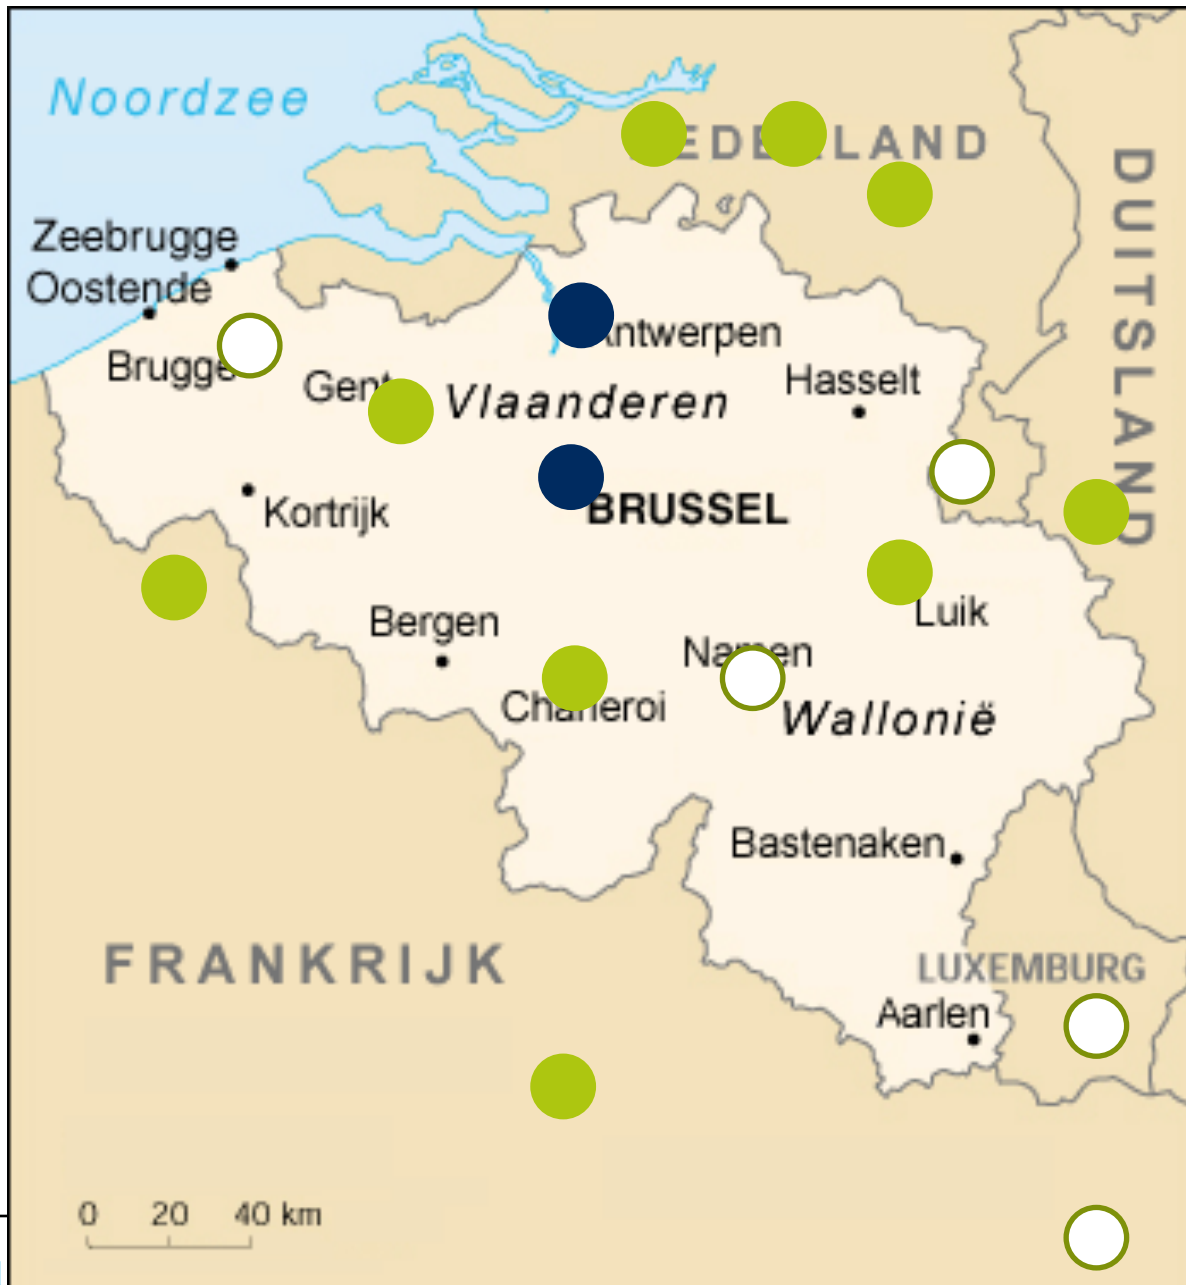 Noordzee
NEDERLAND
DUITSLAND
Zeebrugge
Oostende
Brugge
Gent
Antwerpen
Vlaanderen
Hasselt
Kortrijk
BRUSSEL
Luik
Bergen
Namen
Charleroi
Wallonië
Bastenaken
FRANKRIJK
LUXEMBURG
Aarlen
0 20 40 km